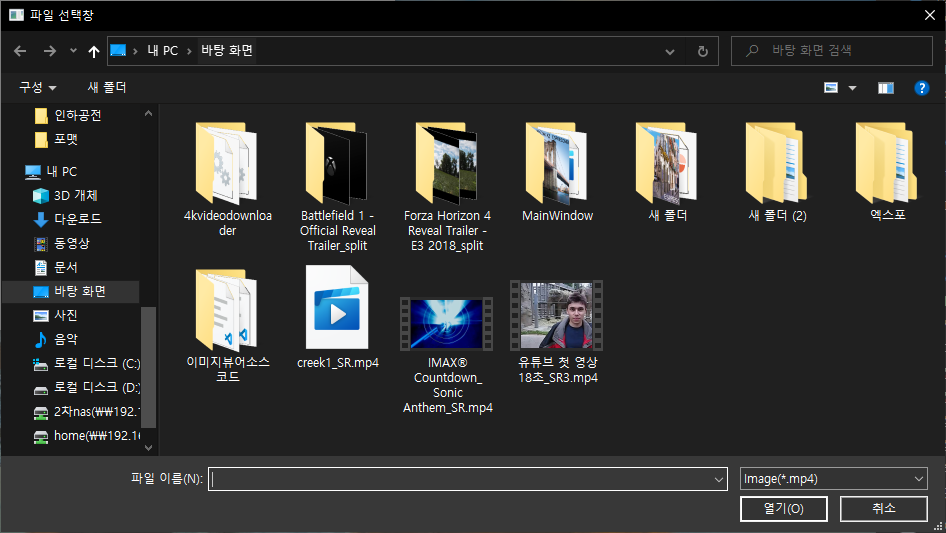 파일 선택창
내 PC
바탕 화면
바탕 화면 검색
구성
새 폴더
인하공전
포맷
내 PC
3D 개체
다운로드
동영상
문서
바탕 화면
사진
음악
로컬 디스크 (C:)
로컬 디스크 (D:)
2차nas(₩₩192.1
home(₩₩192.16
4kvideodownloa
der
Battlefield 1 -
Official Reveal
Trailer_split
Forza Horizon 4
Reveal Trailer -
E3 2018_split
MainWindow
새 폴더
새 폴더 (2)
엑스포
이미지뷰어소스
코드
creek1_SR.mp4
IMAX®
Countdown_
Sonic
Anthem_SR.mp4
유튜브 첫 영상
18초_SR3.mp4
파일 이름(N):
Image(*.mp4)
열기(O)
취소